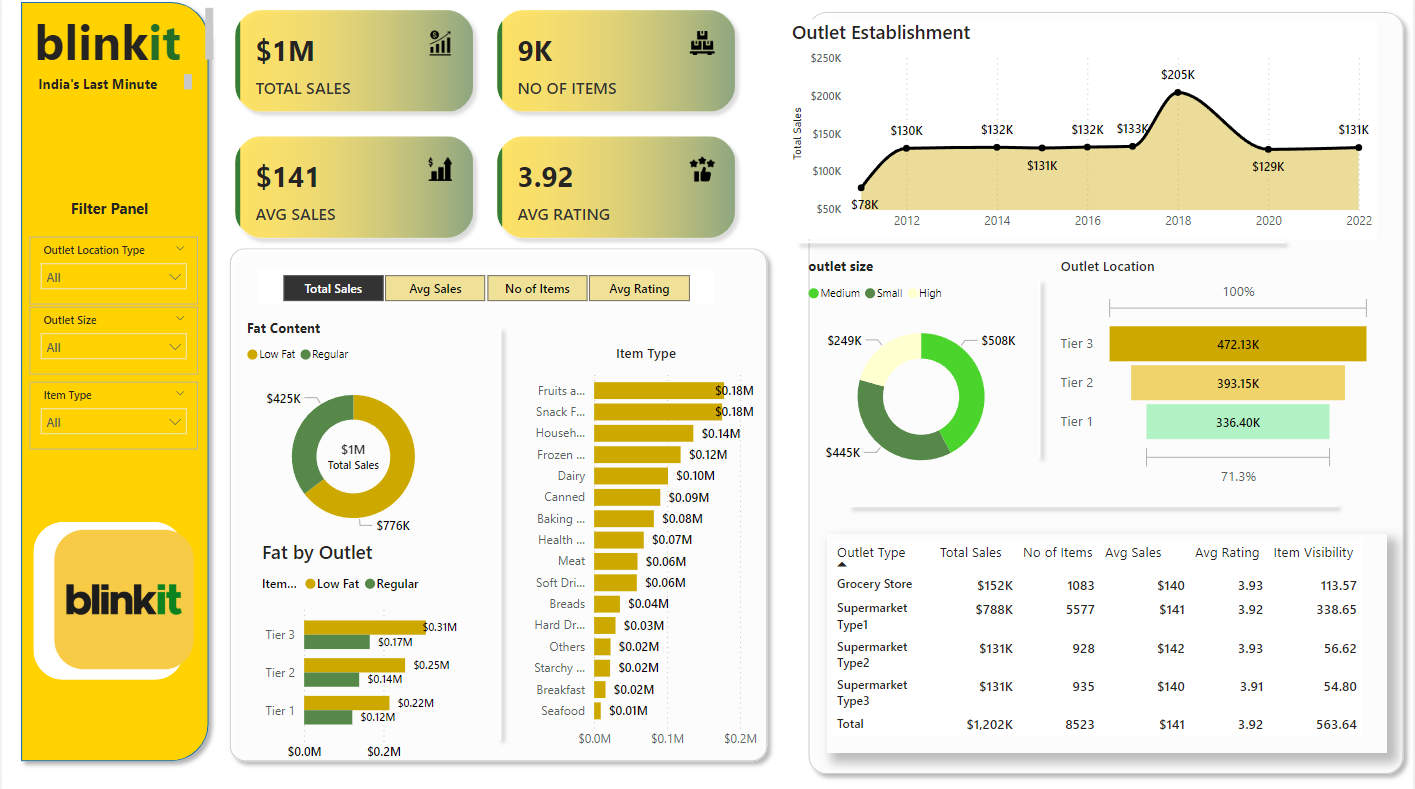 blinkit
India's Last Minute
Filter Panel
Outlet Location Type
All
Outlet Size
All
Item Type
All
blinkit
$1M
TOTAL SALES
9K
NO OF ITEMS
$141
AVG SALES
3.92
AVG RATING
Total Sales
Avg Sales
No of Items
Avg Rating
Fat Content
Low Fat
Regular
$425K
$1M
Total Sales
$776K
Fat by Outlet
Item...
Low Fat
Regular
Tier 3
$0.31M
$0.17M
Tier 2
$0.25M
$0.14M
Tier 1
$0.22M
$0.12M
$0.0M
$0.2M
Item Type
Fruits a...
$0.18M
Snack F...
$0.18M
Househ...
$0.14M
Frozen ...
$0.12M
Dairy
$0.10M
Canned
$0.09M
Baking ...
$0.08M
Health ...
$0.07M
Meat
$0.06M
Soft Dri...
$0.06M
Breads
$0.04M
Hard Dr...
$0.03M
Others
$0.02M
Starchy ...
$0.02M
Breakfast
$0.02M
Seafood
$0.01M
$0.0M
$0.1M
$0.2M
Outlet Establishment
Total Sales
$250K
$200K
$150K
$100K
$50K
$78K
$130K
$132K
$131K
$132K
$133K
$205K
$129K
$131K
2012
2014
2016
2018
2020
2022
outlet size
Medium
Small
High
$249K
$508K
$445K
Outlet Location
100%
Tier 3
472.13K
Tier 2
393.15K
Tier 1
336.40K
71.3%
Outlet Type Total Sales No of Items Avg Sales Avg Rating Item Visibility
Grocery Store $152K 1083 $140 3.93 113.57
Supermarket $788K 5577 $141 3.92 338.65
Type1
Supermarket $131K 928 $142 3.93 56.62
Type2
Supermarket $131K 935 $140 3.91 54.80
Type3
Total $1,202K 8523 $141 3.92 563.64